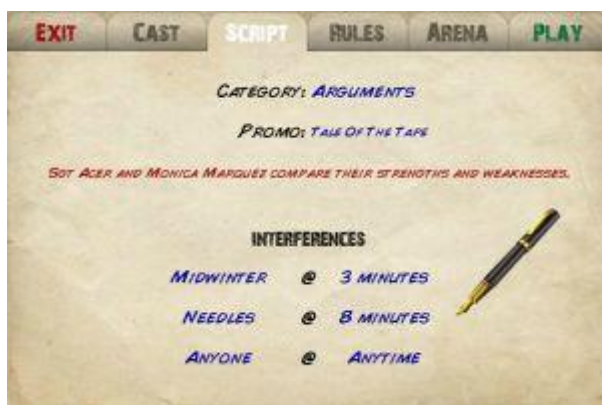 EXIT CAST SCRIPT RULES ARENA PLAY
CATEGORY: ARGUMENTS
PROMO: TALE OF THE TAPE
SGT ACER AND MONICA MARQUEZ COMPARE THEIR STRENGTHS AND WEAKNESSES.
INTERFERENCES
MIDWINTER @ 3 MINUTES
NEEDLES @ 8 MINUTES
ANYONE @ ANYTIME